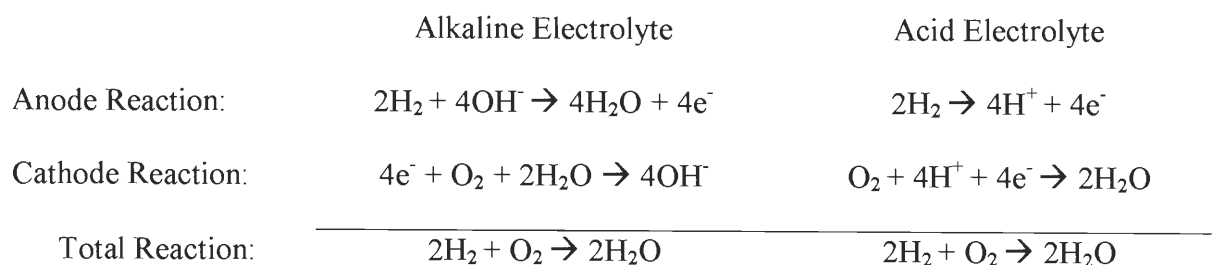 Alkaline Electrolyte Acid Electrolyte
Anode Reaction: 2H₂ + 4OH⁻ → 4H₂O + 4e⁻ 2H₂ → 4H⁺ + 4e⁻
Cathode Reaction: 4e⁻ + O₂ + 2H₂O → 4OH⁻ O₂ + 4H⁺ + 4e⁻ → 2H₂O
Total Reaction: 2H₂ + O₂ → 2H₂O 2H₂ + O₂ → 2H₂O